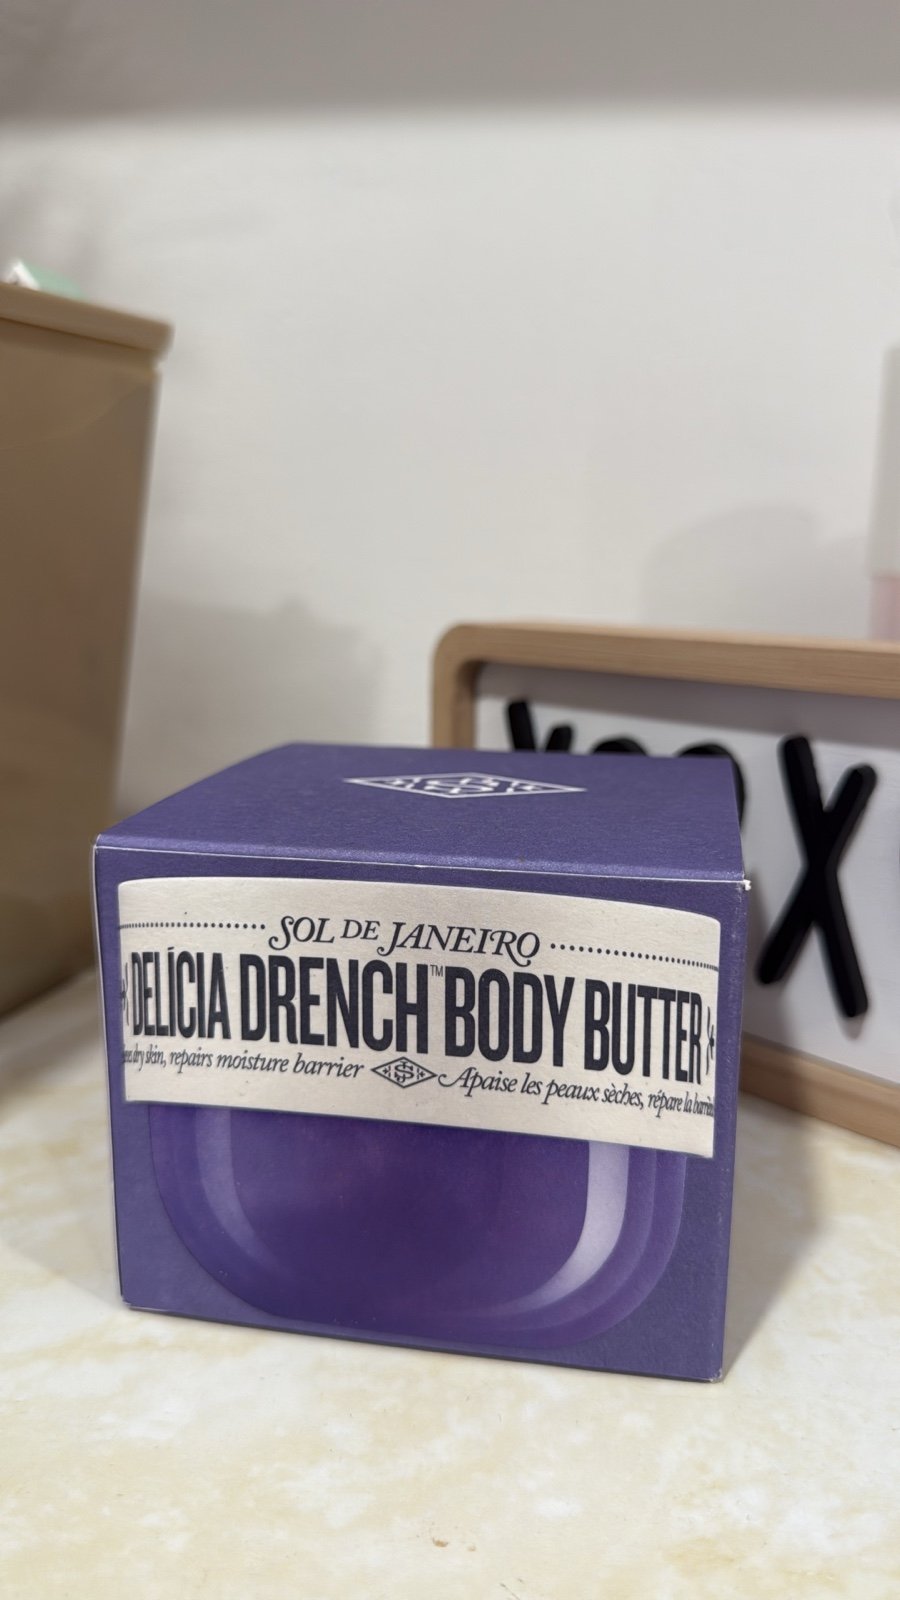 SOL DE JANEIRO
DELÍCIA DRENCH™ BODY BUTTER
dry skin, repairs moisture barrier Apaise les peaux sèches, répare la
X